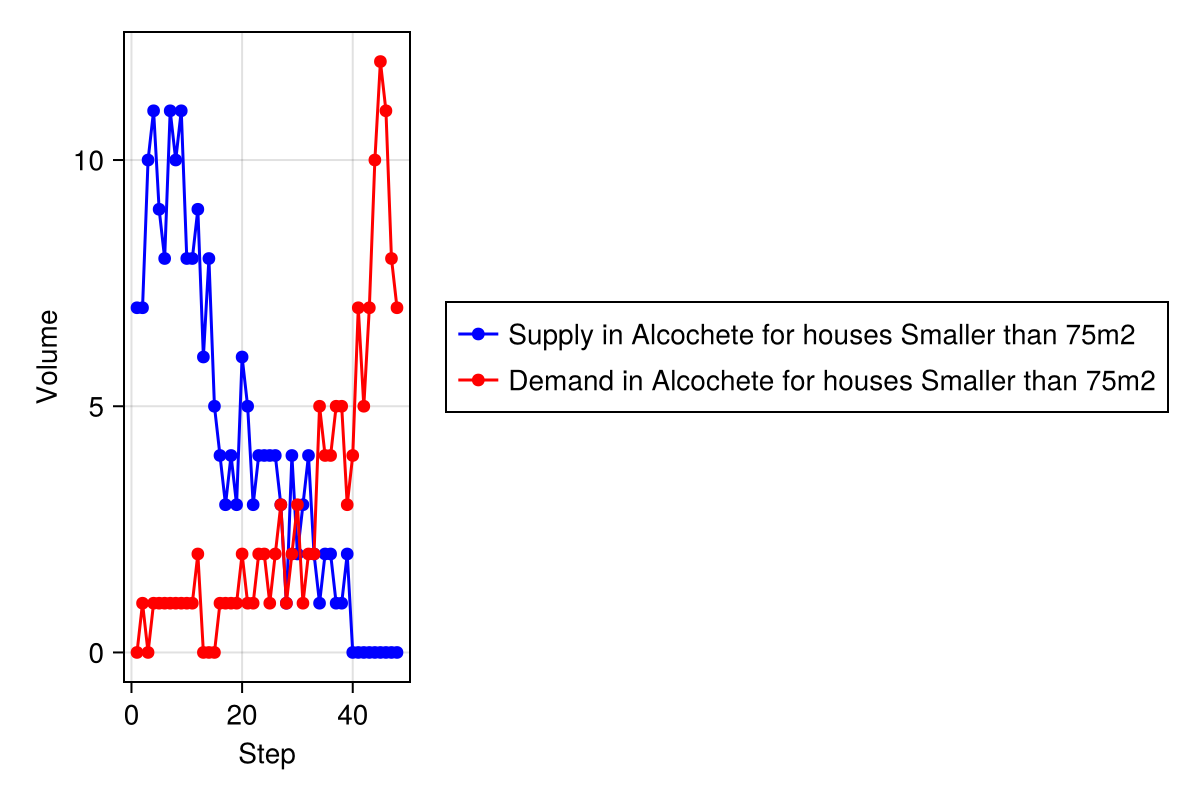 Volume
10
5
0
0 20 40
Step
Supply in Alcochete for houses Smaller than 75m2
Demand in Alcochete for houses Smaller than 75m2